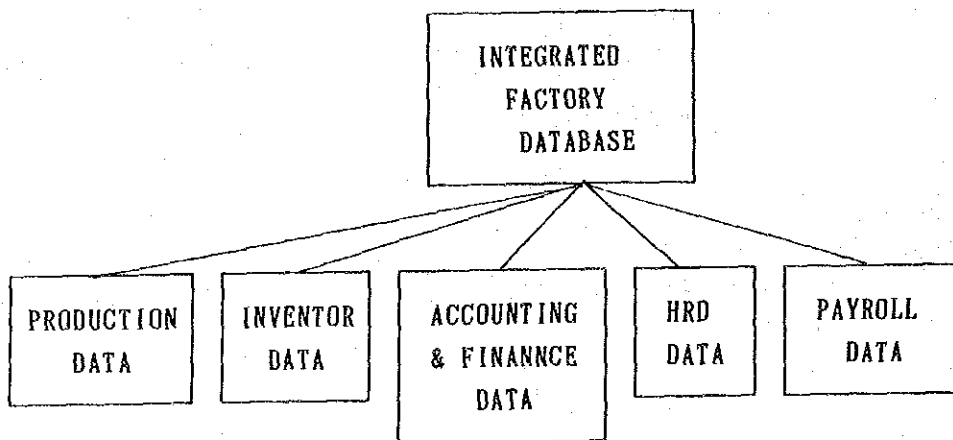 INTEGRATED
FACTORY
DATABASE
PRODUCTION
DATA
INVENTOR
DATA
ACCOUNTING
& FINANNCE
DATA
HRD
DATA
PAYROLL
DATA